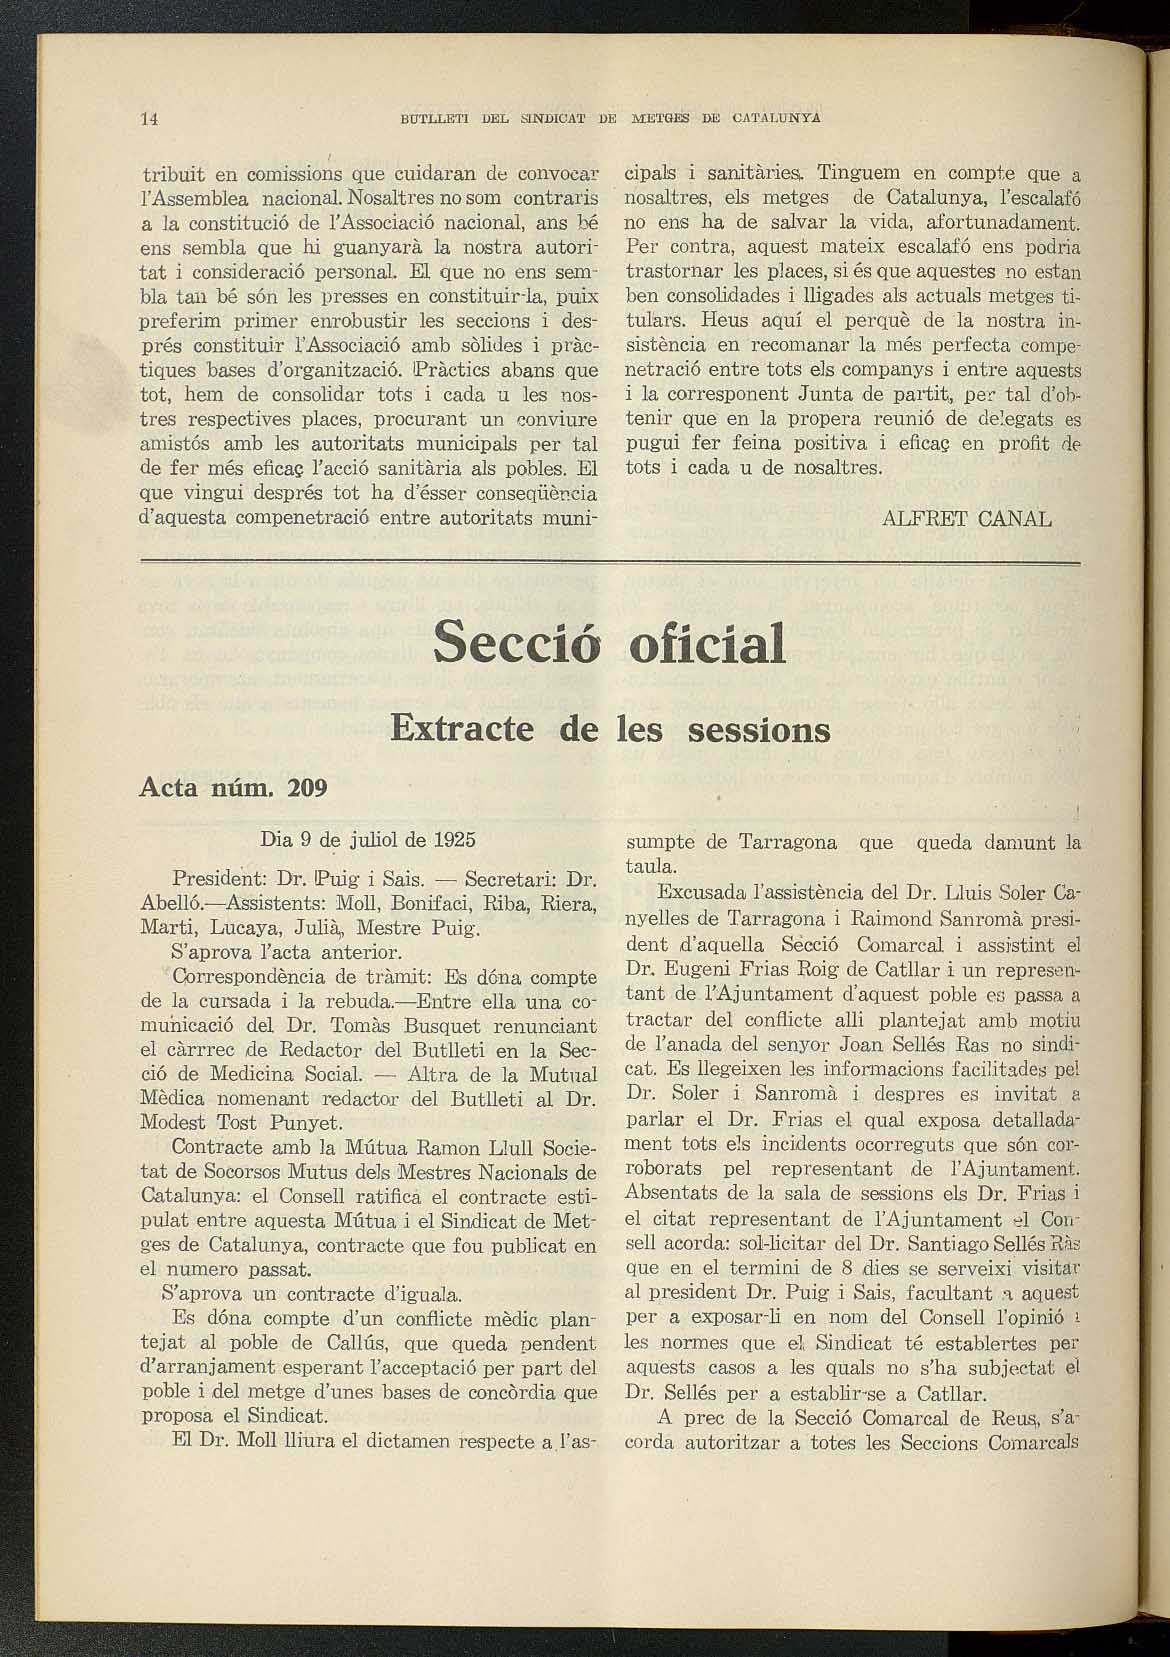 14
BUTLLETI DEL SINDICAT DE METGES DE CATALUNYA
tribuit en comissions que cuidaran de convocar
l'Assemblea nacional. Nosaltres no som contraris
a la constitució de l'Associació nacional, ans bé
ens sembla que hi guanyarà la nostra autori-
tat i consideració personal. El que no ens sem-
bla tan bé són les presses en constituir-la, puix
preferim primer enrobustir les seccions i des-
prés constituir l'Associació amb sòlides i pràc-
tiques bases d'organització. Pràctics abans que
tot, hem de consolidar tots i cada u les nos-
tres respectives places, procurant un conviure
amistós amb les autoritats municipals per tal
de fer més eficaç l'acció sanitària als pobles. El
que vingui després tot ha d'ésser conseqüència
d'aquesta compenetració entre autoritats muni-
cipals i sanitàries. Tinguem en compte que a
nosaltres, els metges de Catalunya, l'escalafó
no ens ha de salvar la vida, afortunadament.
Per contra, aquest mateix escalafó ens podria
trastornar les places, si és que aquestes no estan
ben consolidades i lligades als actuals metges ti-
tulars. Heus aquí el perquè de la nostra in-
sistència en recomanar la més perfecta compe-
netració entre tots els companys i entre aquests
i la corresponent Junta de partit, per tal d'ob-
tenir que en la propera reunió de delegats es
pugui fer feina positiva i eficaç en profit de
tots i cada u de nosaltres.
ALFRET CANAL
Secció oficial
Extracte de les sessions
Acta núm. 209
Dia 9 de juliol de 1925
President: Dr. Puig i Sais. — Secretari: Dr.
Abelló.—Assistents: Moll, Bonifaci, Riba, Riera,
Marti, Lucaya, Julià, Mestre Puig.
S'aprova l'acta anterior.
Correspondència de tràmit: Es dóna compte
de la cursada i la rebuda.—Entre ella una co-
municació del Dr. Tomàs Busquet renunciant
el càrrrec de Redactor del Butlleti en la Sec-
ció de Medicina Social. — Altra de la Mutual
Mèdica nomenant redactor del Butlleti al Dr.
Modest Tost Punyet.
Contracte amb la Mútua Ramon Llull Socie-
tat de Socorsos Mutus dels Mestres Nacionals de
Catalunya: el Consell ratifica el contracte esti-
pulat entre aquesta Mútua i el Sindicat de Met-
ges de Catalunya, contracte que fou publicat en
el numero passat.
S'aprova un contracte d'iguala.
Es dóna compte d'un conflicte mèdic plan-
tejat al poble de Callús, que queda pendent
d'arranjament esperant l'acceptació per part del
poble i del metge d'unes bases de concòrdia que
proposa el Sindicat.
El Dr. Moll lliura el dictamen respecte a l'as-
sumpte de Tarragona que queda damunt la
taula.
Excusada l'assistència del Dr. Lluis Soler Ca-
nyelles de Tarragona i Raimond Sanromà presi-
dent d'aquella Secció Comarcal i assistint el
Dr. Eugeni Frias Roig de Catllar i un represen-
tant de l'Ajuntament d'aquest poble es passa a
tractar del conflicte alli plantejat amb motiu
de l'anada del senyor Joan Sellés Ras no sindi-
cat. Es llegeixen les informacions facilitades pel
Dr. Soler i Sanromà i despres es invitat a
parlar el Dr. Frias el qual exposa detallada-
ment tots els incidents ocorreguts que són cor-
roborats pel representant de l'Ajuntament.
Absentats de la sala de sessions els Dr. Frias i
el citat representant de l'Ajuntament el Con-
sell acorda: sol-licitar del Dr. Santiago Sellés Ràs
que en el termini de 8 dies se serveixi visitar
al president Dr. Puig i Sais, facultant a aquest
per a exposar-li en nom del Consell l'opinió i
les normes que el Sindicat té establertes per
aquests casos a les quals no s'ha subjectat el
Dr. Sellés per a establir-se a Catllar.
A prec de la Secció Comarcal de Reus, s'a-
corda autoritzar a totes les Seccions Comarcals